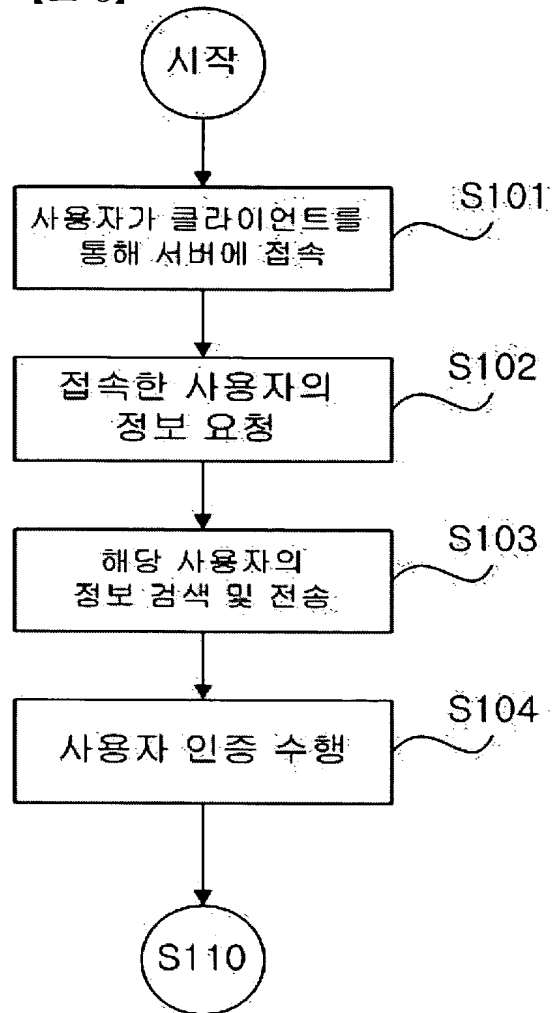 시작
사용자가 클라이언트를
통해 서버에 접속
S101
접속한 사용자의
정보 요청
S102
해당 사용자의
정보 검색 및 전송
S103
사용자 인증 수행
S104
S110